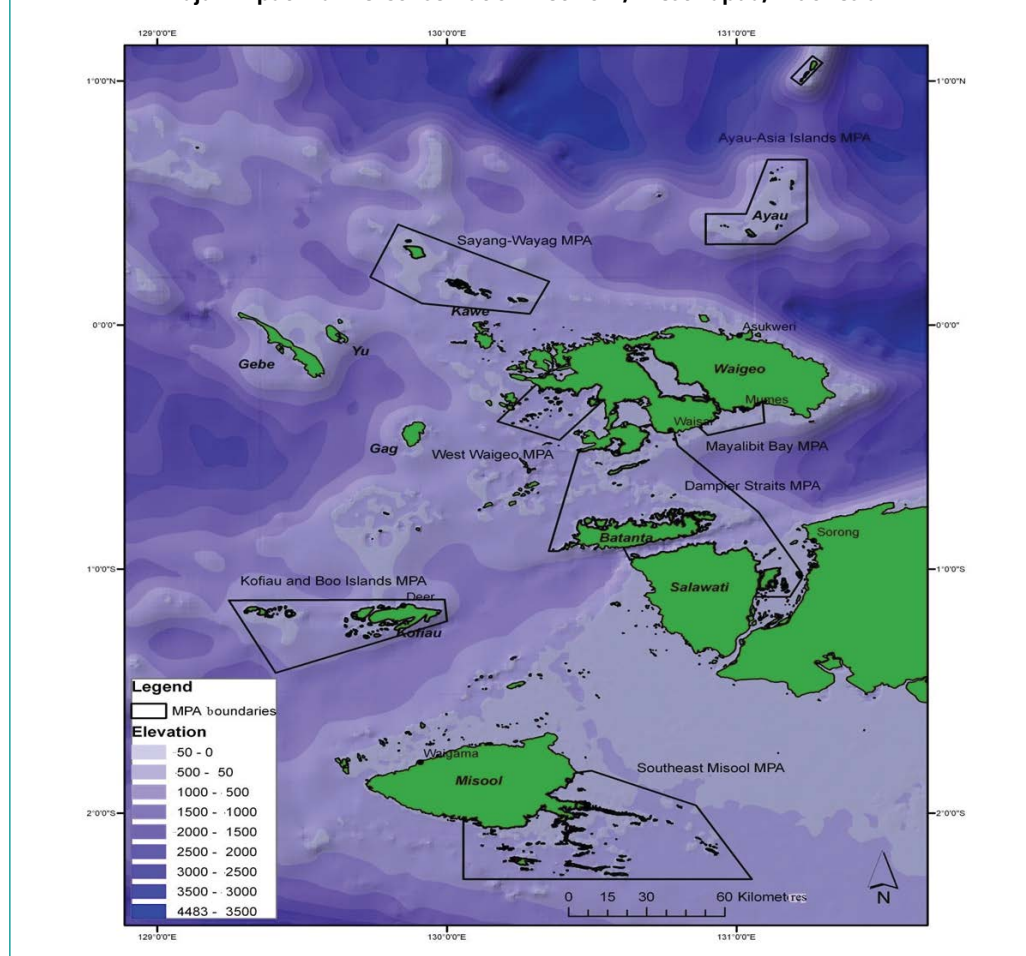 129°0'0"E 130°0'0"E 131°0'0"E
1°0'0"N 1°0'0"N
Ayau-Asia Islands MPA
Ayau
Sayang-Wayag MPA
Kawe
0°0'0" 0°0'0"
Asukweri
Gebe
Yu
Waigeo
Mumes
Waisai
Gag
West Waigeo MPA
Mayalibit Bay MPA
Dampier Straits MPA
Batanta
Sorong
1°0'0"S 1°0'0"S
Salawati
Kofiau and Boo Islands MPA
Deer
Kofiau
Legend
MPA boundaries
Elevation
50 - 0
500 - 50
1000 - 500
1500 - 1000
2000 - 1500
2500 - 2000
3000 - 2500
3500 - 3000
4483 - 3500
Waigama
Misool
Southeast Misool MPA
2°0'0"S 2°0'0"S
0 15 30 60 Kilometres
N
129°0'0"E 130°0'0"E 131°0'0"E